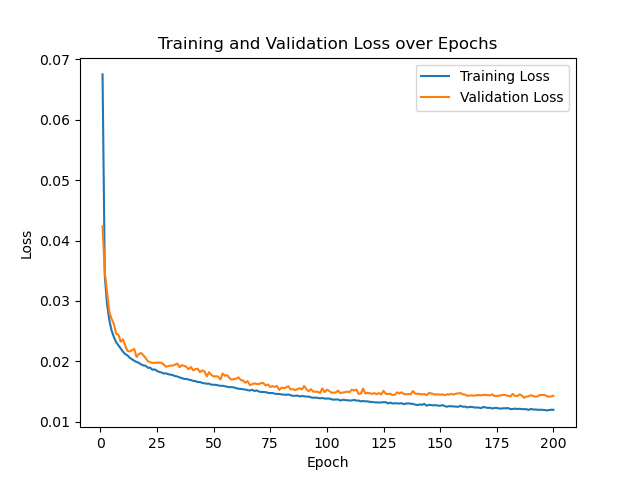 Training and Validation Loss over Epochs
0.07
0.06
0.05
0.04
0.03
0.02
0.01
Loss
Training Loss
Validation Loss
0 25 50 75 100 125 150 175 200
Epoch